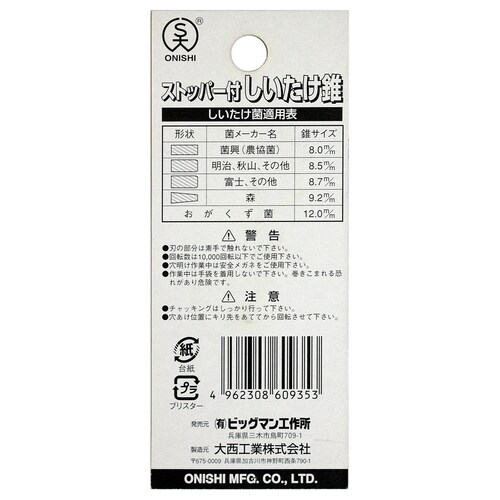 ONISHI
ストッパー付しいたけ錐
しいたけ菌適用表
形状 菌メーカー名 錐サイズ
菌興(農協菌) 8.0m/m
明治、秋山、その他 8.5m/m
富士、その他 8.7m/m
森 9.2m/m
おがくず菌 12.0m/m
⚠ 警告
●刃の部分は素手で触れないで下さい。
●回転数は10,000回転以下でご使用下さい。
●穴明け作業中は安全メガネをご使用下さい。
●作業中は手袋を着用しないで下さい。巻きこまれる恐
れがあり危険です。
⚠ 注意
●チャッキングはしっかり行って下さい。
●穴あけ位置にキリ先をあててから回転させて下さい。
紙
台紙
プラ
ブリスター
4 962308 609353
発売元 (有)ビッグマン工作所
兵庫県三木市鳥町709-1
製造元 大西工業株式会社
〒675-0009 兵庫県加古川市神野町西条790-1
ONISHI MFG. CO., LTD.